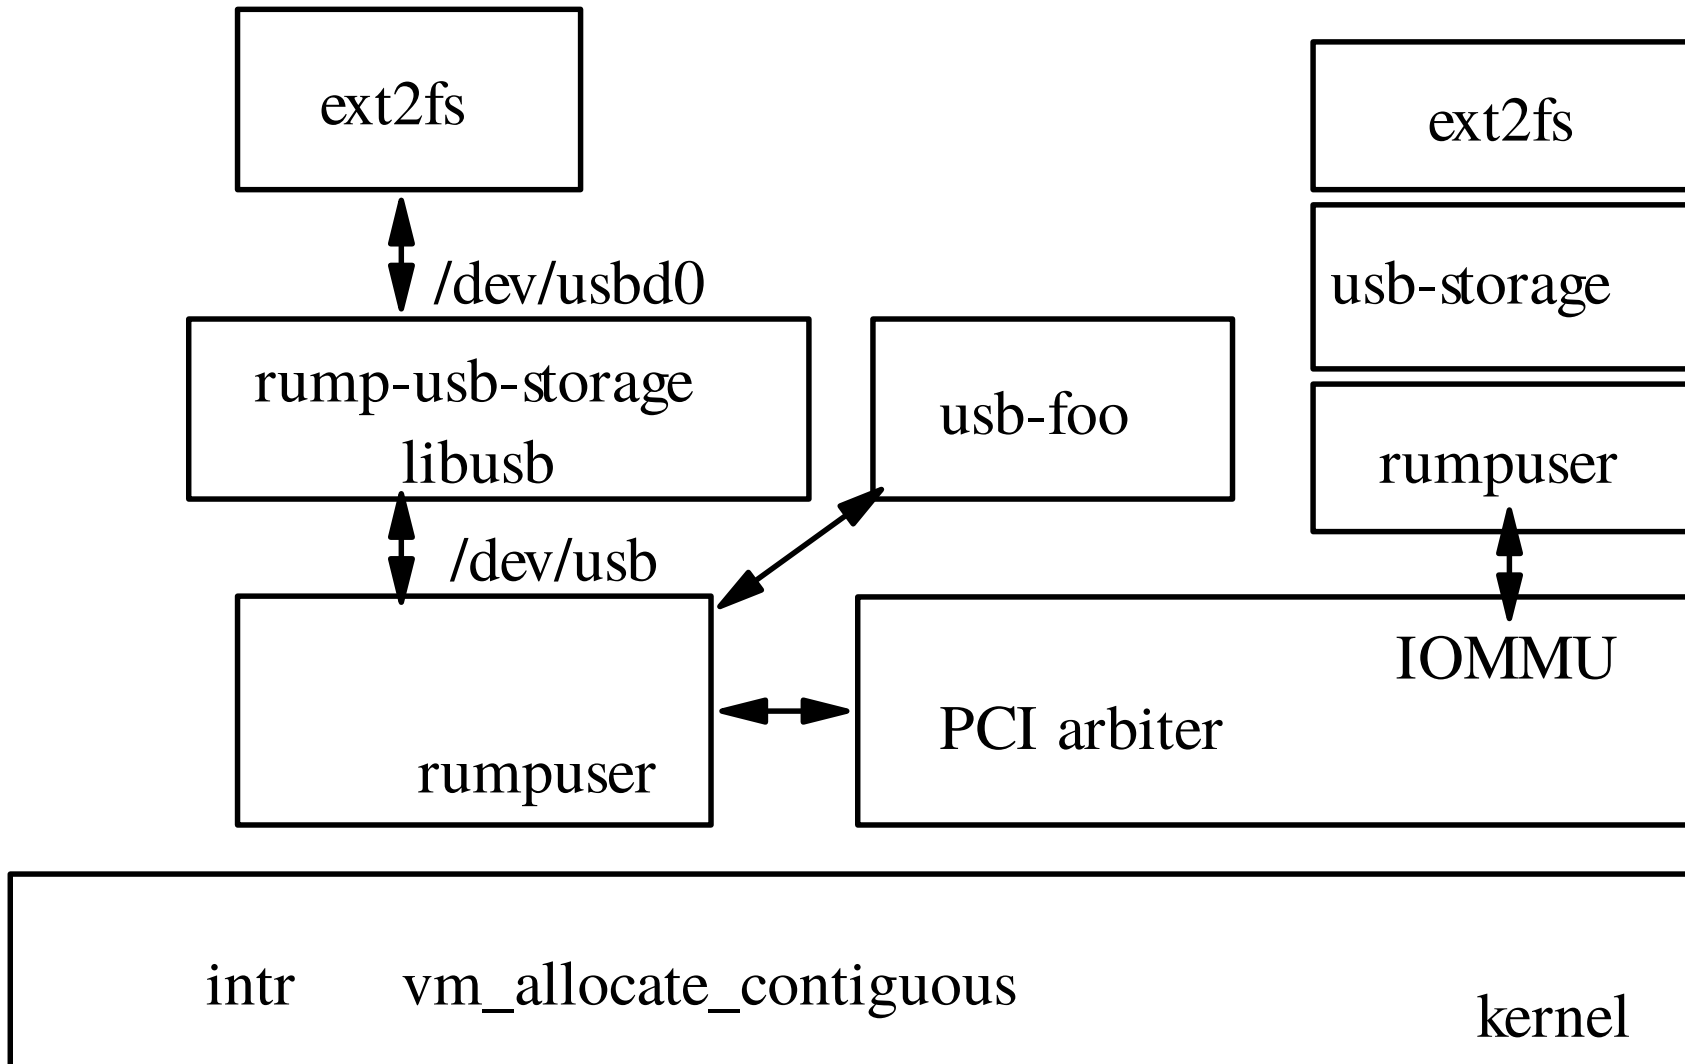 ext2fs
ext2fs
/dev/usbd0
usb-storage
rump-usb-storage
libusb
usb-foo
rumpuser
/dev/usb
IOMMU
PCI arbiter
rumpuser
intr vm_allocate_contiguous
kernel